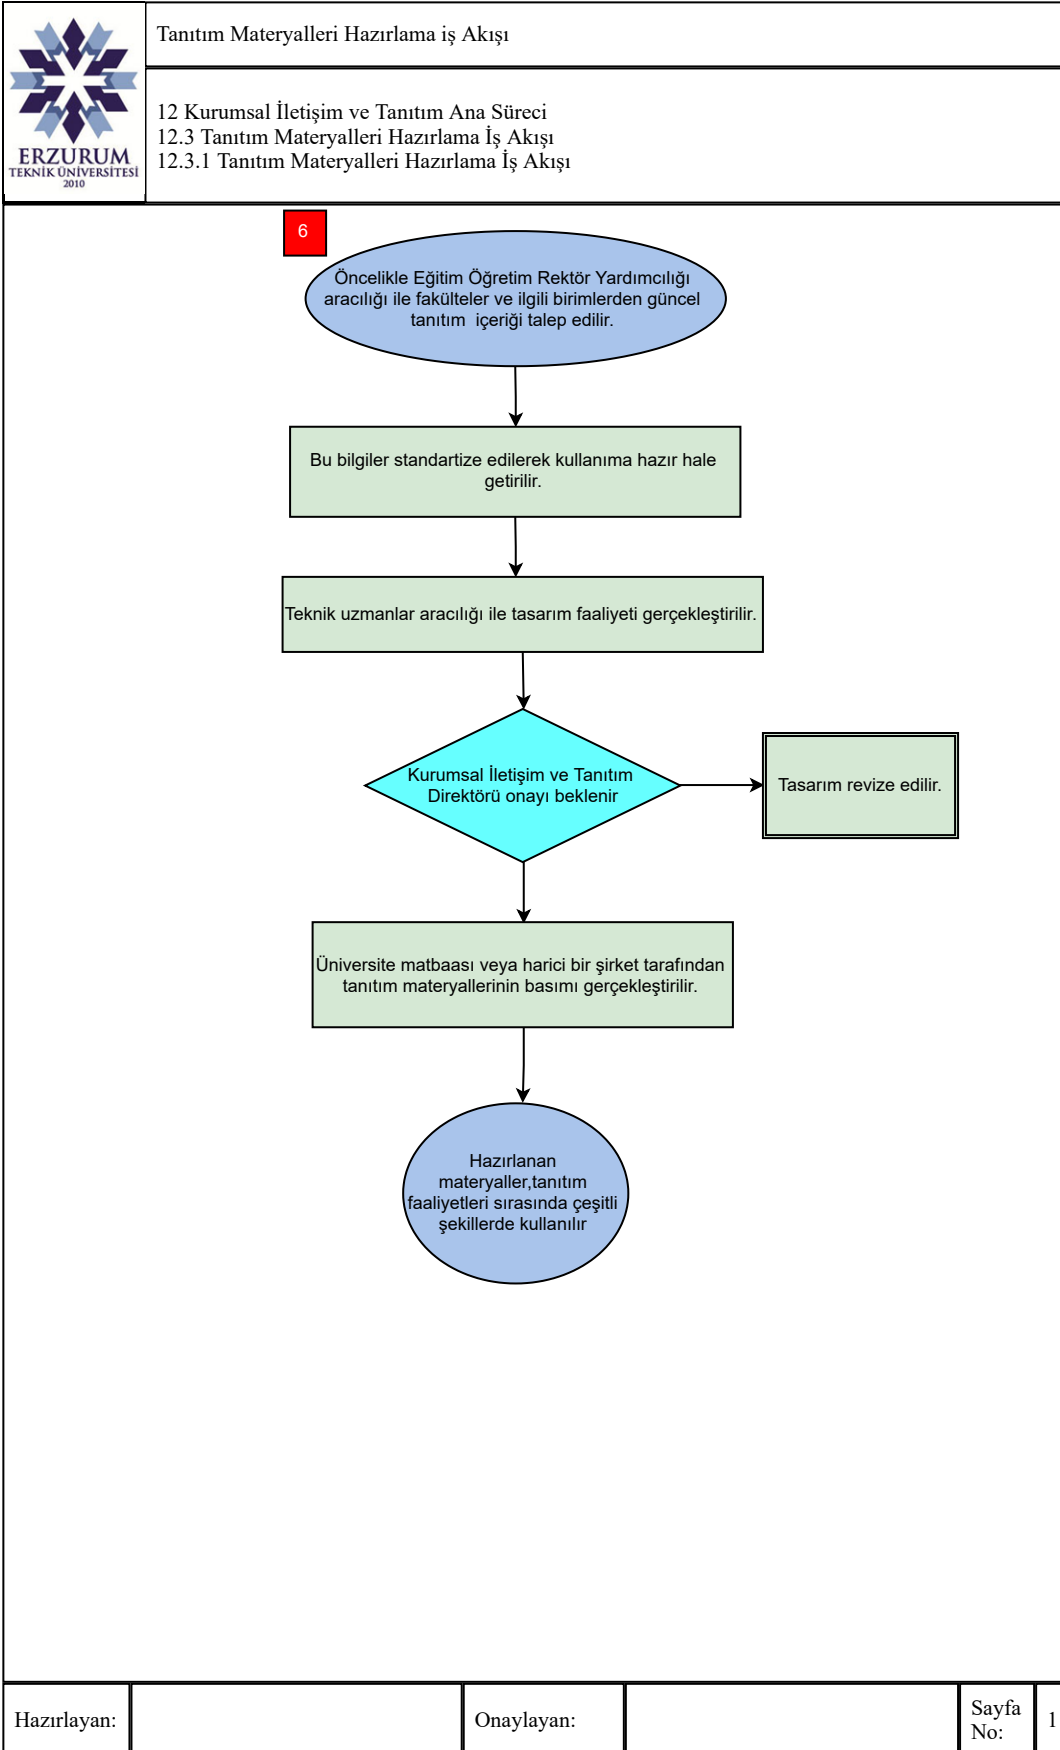 ERZURUM
TEKNİK ÜNİVERSİTESİ
2010
Tanıtım Materyalleri Hazırlama iş Akışı
12 Kurumsal İletişim ve Tanıtım Ana Süreci
12.3 Tanıtım Materyalleri Hazırlama İş Akışı
12.3.1 Tanıtım Materyalleri Hazırlama İş Akışı
6
Öncelikle Eğitim Öğretim Rektör Yardımcılığı
aracılığı ile fakülteler ve ilgili birimlerden güncel
tanıtım  içeriği talep edilir.
Bu bilgiler standartize edilerek kullanıma hazır hale
getirilir.
Teknik uzmanlar aracılığı ile tasarım faaliyeti gerçekleştirilir.
Kurumsal İletişim ve Tanıtım
Direktörü onayı beklenir
Tasarım revize edilir.
Üniversite matbaası veya harici bir şirket tarafından
tanıtım materyallerinin basımı gerçekleştirilir.
Hazırlanan
materyaller,tanıtım
faaliyetleri sırasında çeşitli
şekillerde kullanılır
Hazırlayan:
Onaylayan:
Sayfa
No:
1